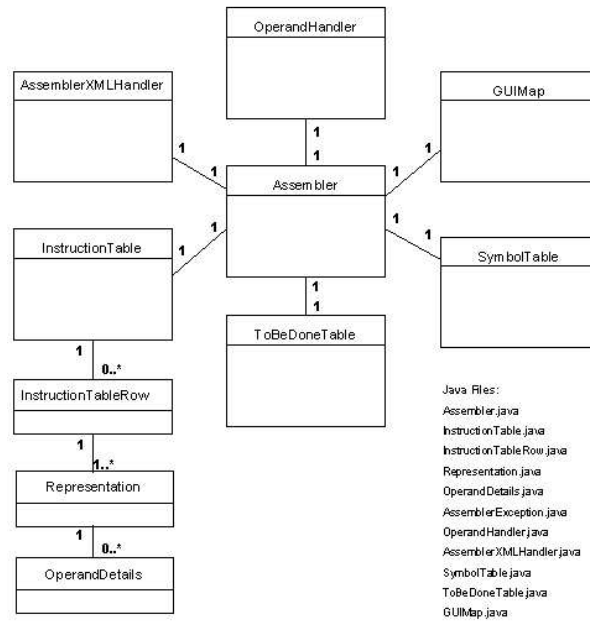 OperandHandler
AssemblerXMLHandler
GUIMap
1
1
1
1
1
1
Assembler
1
1
1
1
InstructionTable
SymbolTable
1
1
ToBeDoneTable
1
0..*
InstructionTableRow
1
1..*
Representation
1
0..*
OperandDetails
Java Files:
Assembler.java
InstructionTable.java
InstructionTableRow.java
Representation.java
OperandDetails.java
AssemblerException.java
OperandHandler.java
AssemblerXMLHandler.java
SymbolTable.java
ToBeDoneTable.java
GUIMap.java